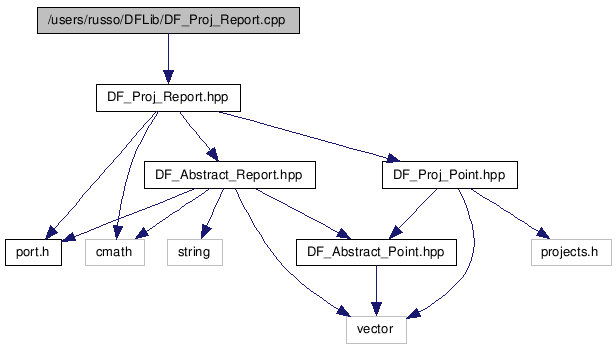 /users/russo/DFLib/DF_Proj_Report.cpp
DF_Proj_Report.hpp
DF_Abstract_Report.hpp
DF_Proj_Point.hpp
port.h
cmath
string
DF_Abstract_Point.hpp
projects.h
vector